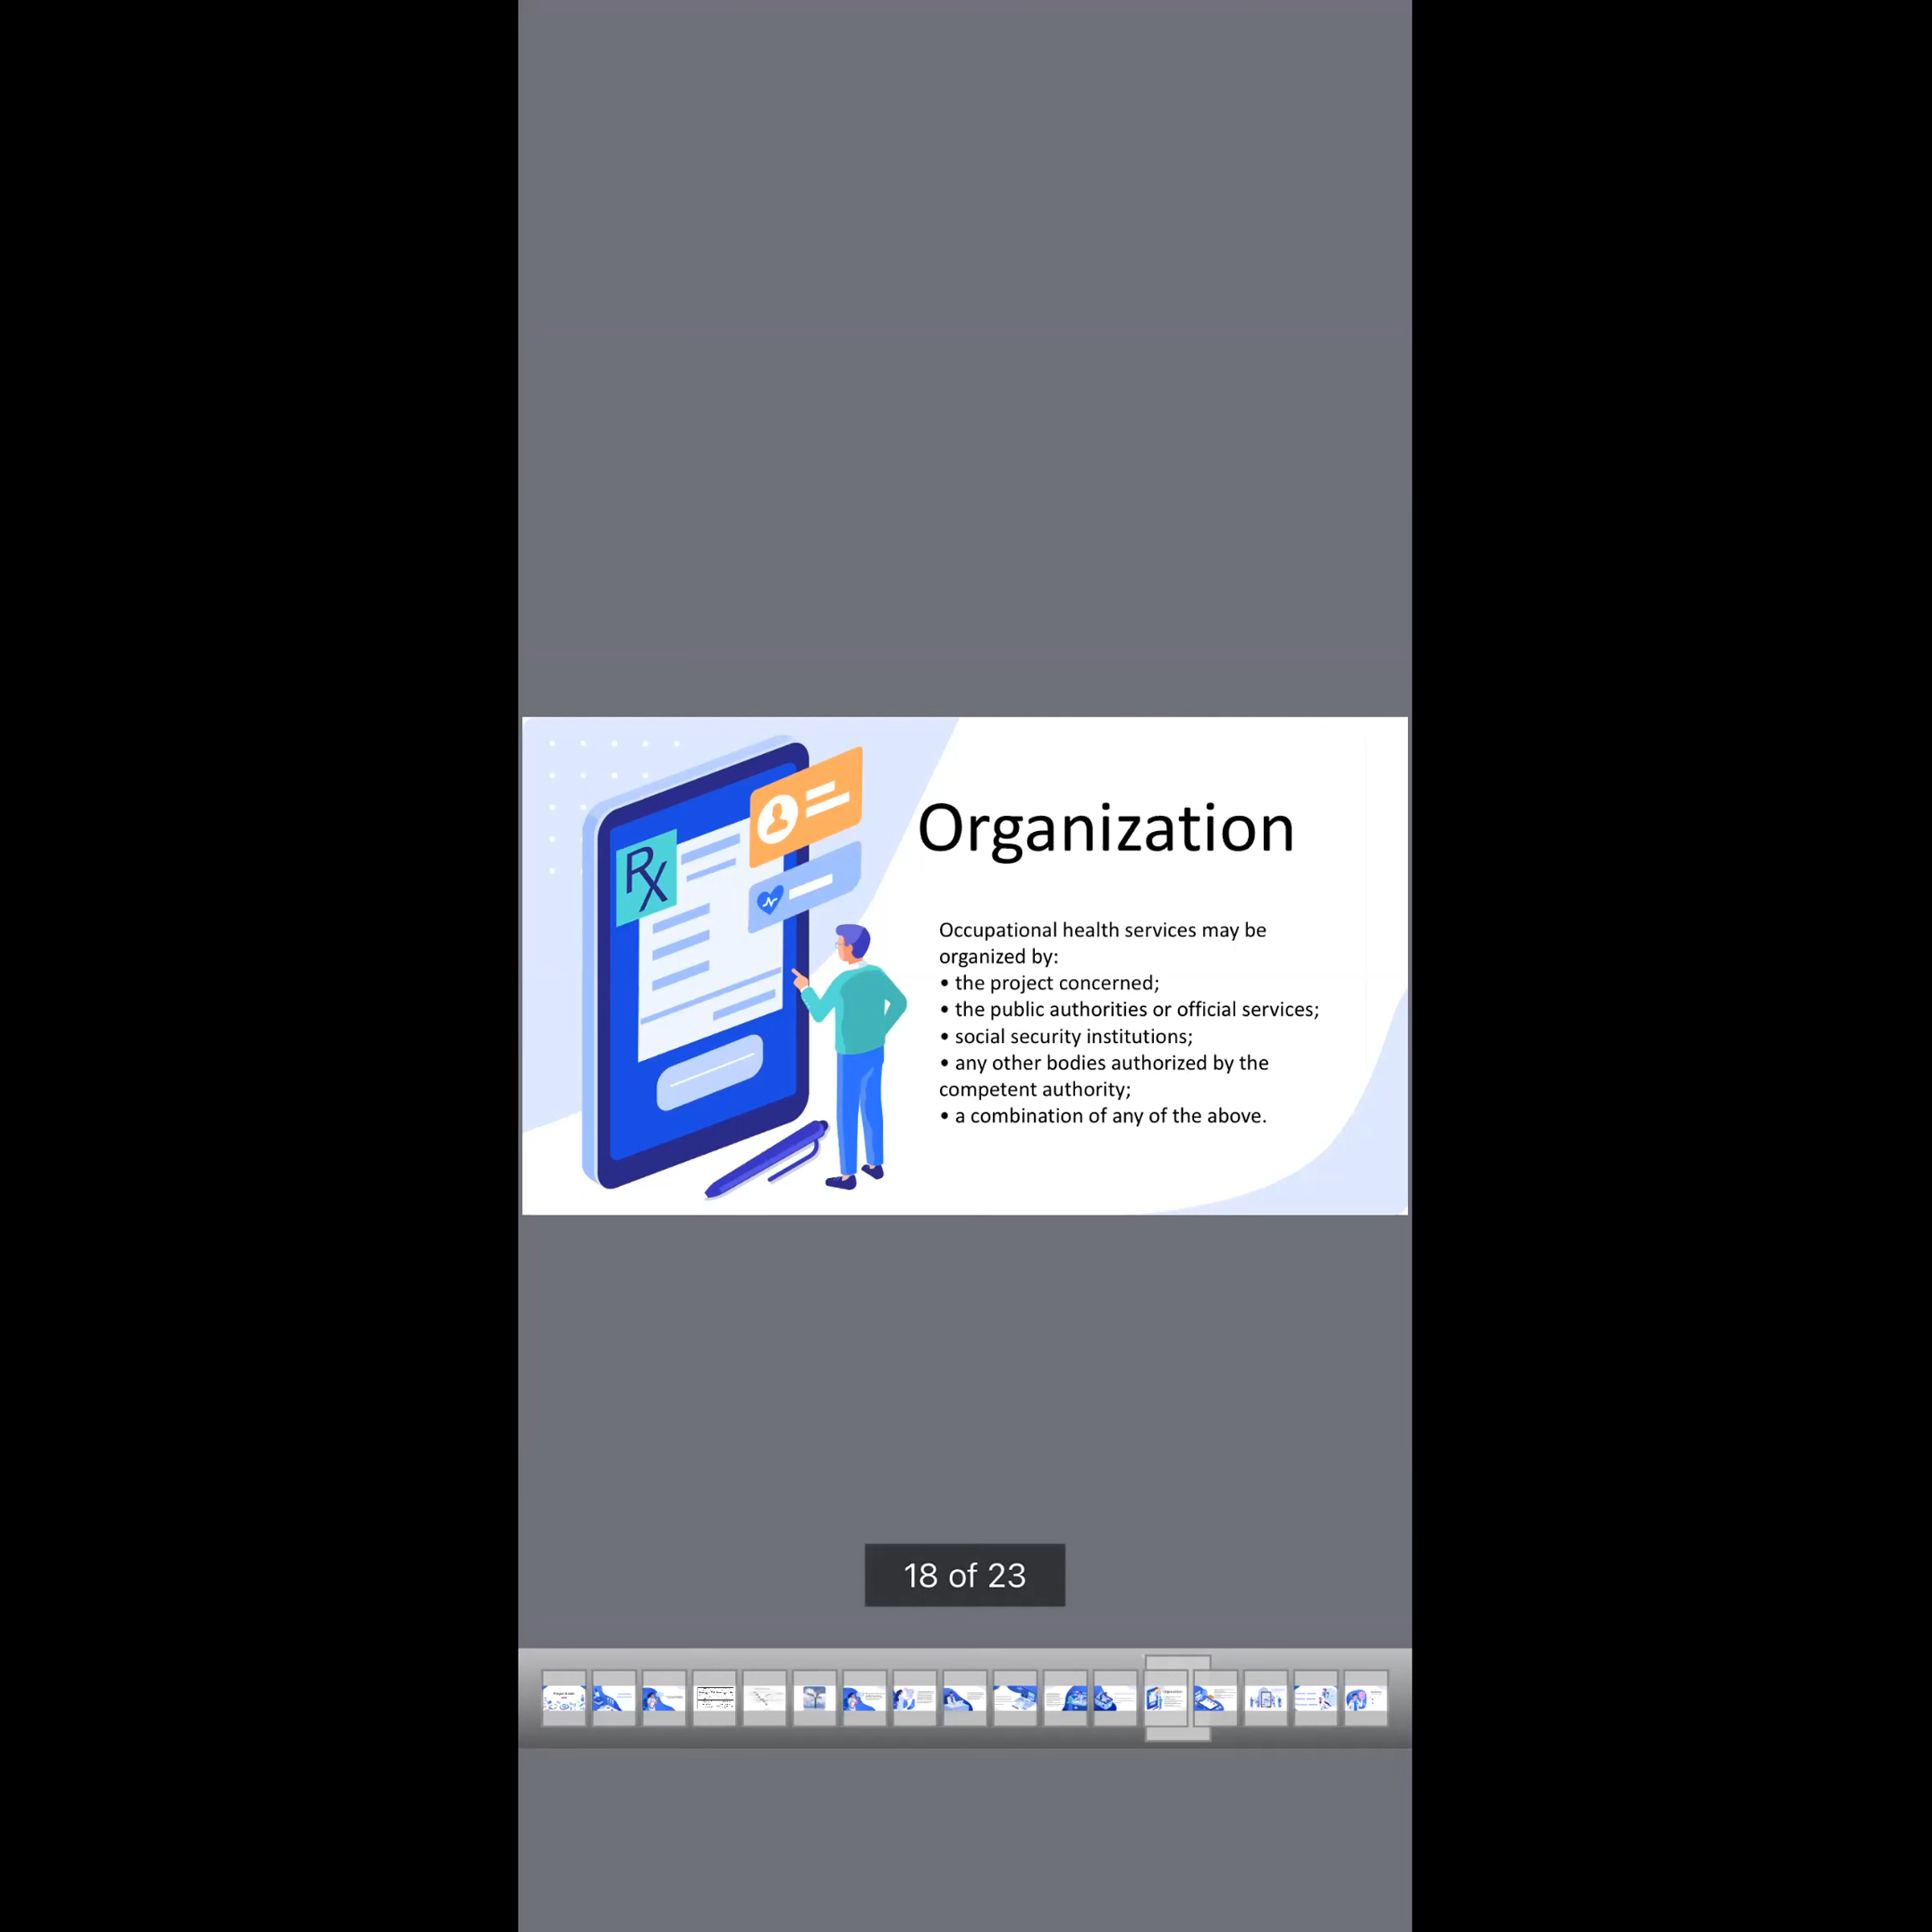 Organization
Rx
Occupational health services may be
organized by:
• the project concerned;
• the public authorities or official services;
• social security institutions;
• any other bodies authorized by the
competent authority;
• a combination of any of the above.
18 of 23